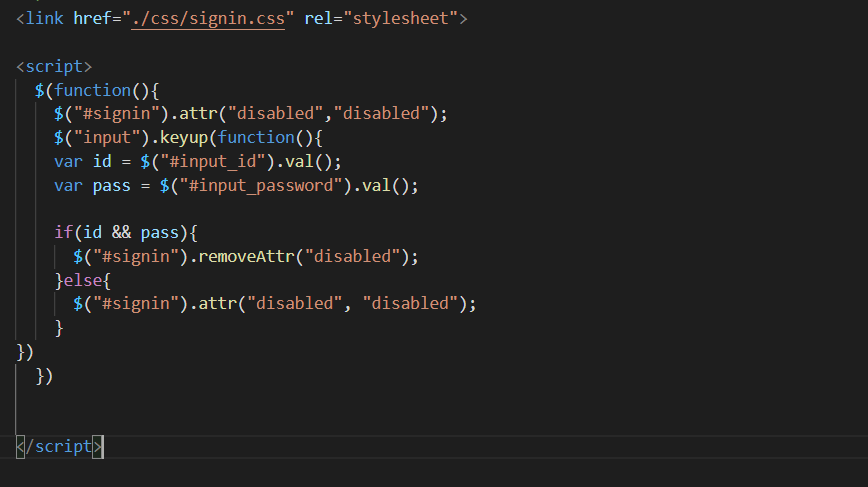 <link href="./css/signin.css" rel="stylesheet">
<script>
$(function(){
$("#signin").attr("disabled","disabled");
$("input").keyup(function(){
var id = $("#input_id").val();
var pass = $("#input_password").val();
if(id && pass){
$("#signin").removeAttr("disabled");
}else{
$("#signin").attr("disabled", "disabled");
}
})
})
</script>